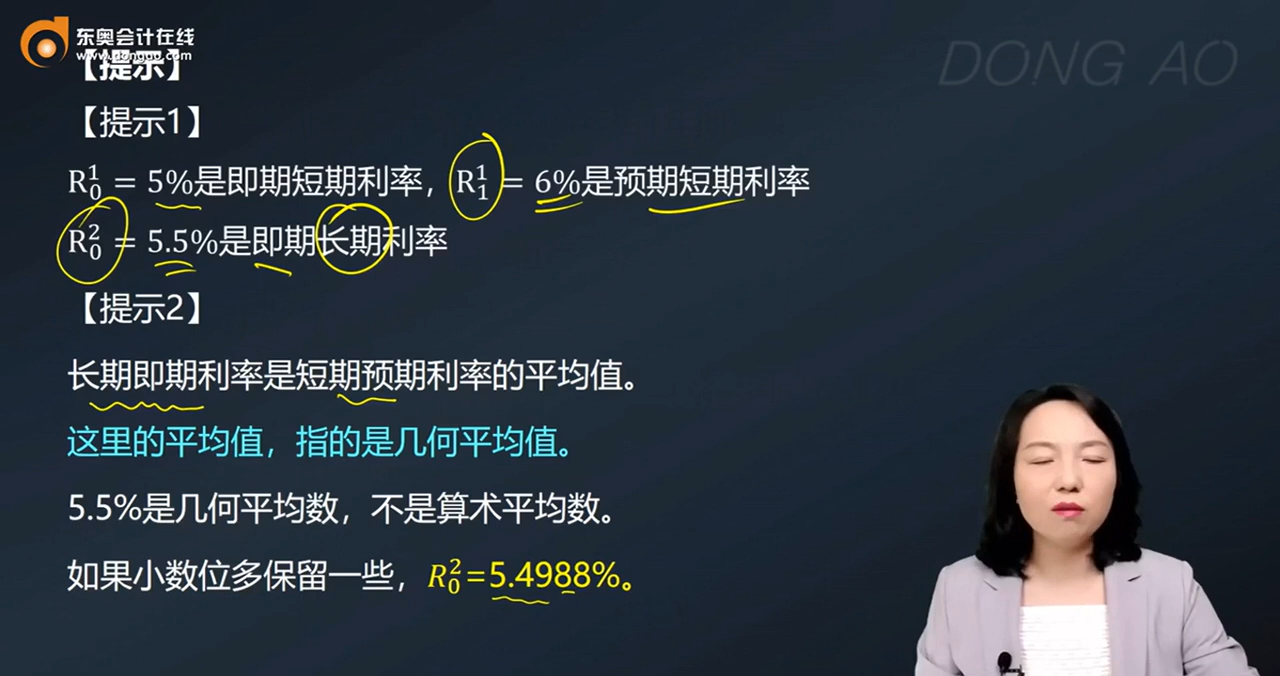 东奥会计在线
www.dongao.com
DONG AO
【提示】
【提示1】
R₀¹ = 5%是即期短期利率，R₁¹ = 6%是预期短期利率
R₀² = 5.5%是即期长期利率
【提示2】
长期即期利率是短期预期利率的平均值。
这里的平均值，指的是几何平均值。
5.5%是几何平均数，不是算术平均数。
如果小数位多保留一些，R₀²=5.4988%。